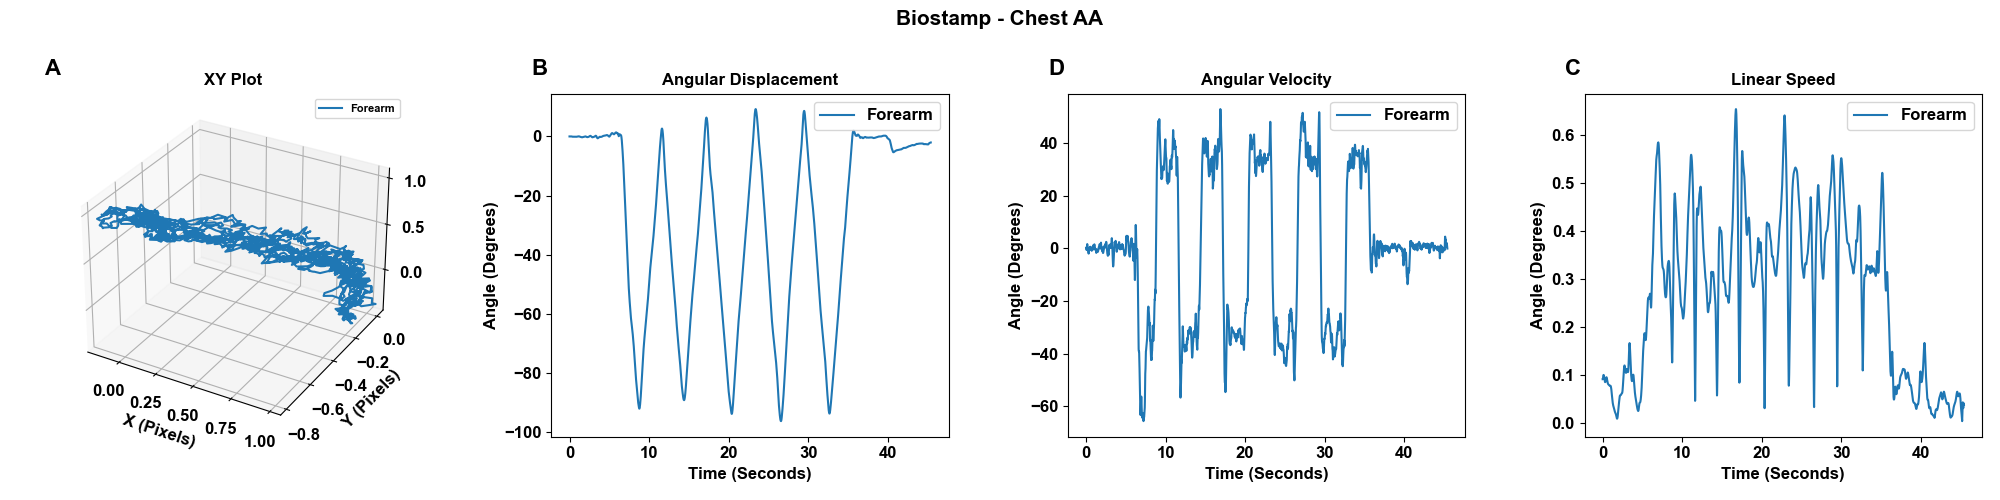 Biostamp - Chest AA
A
XY Plot
Forearm
1.0
0.5
0.0
0.0
−0.2
−0.4
−0.6
−0.8
Y (Pixels)
0.00
0.25
0.50
0.75
1.00
X (Pixels)
B
Angular Displacement
Forearm
0
−20
−40
−60
−80
−100
Angle (Degrees)
0 10 20 30 40
Time (Seconds)
D
Angular Velocity
Forearm
40
20
0
−20
−40
−60
Angle (Degrees)
0 10 20 30 40
Time (Seconds)
C
Linear Speed
Forearm
0.6
0.5
0.4
0.3
0.2
0.1
0.0
Angle (Degrees)
0 10 20 30 40
Time (Seconds)